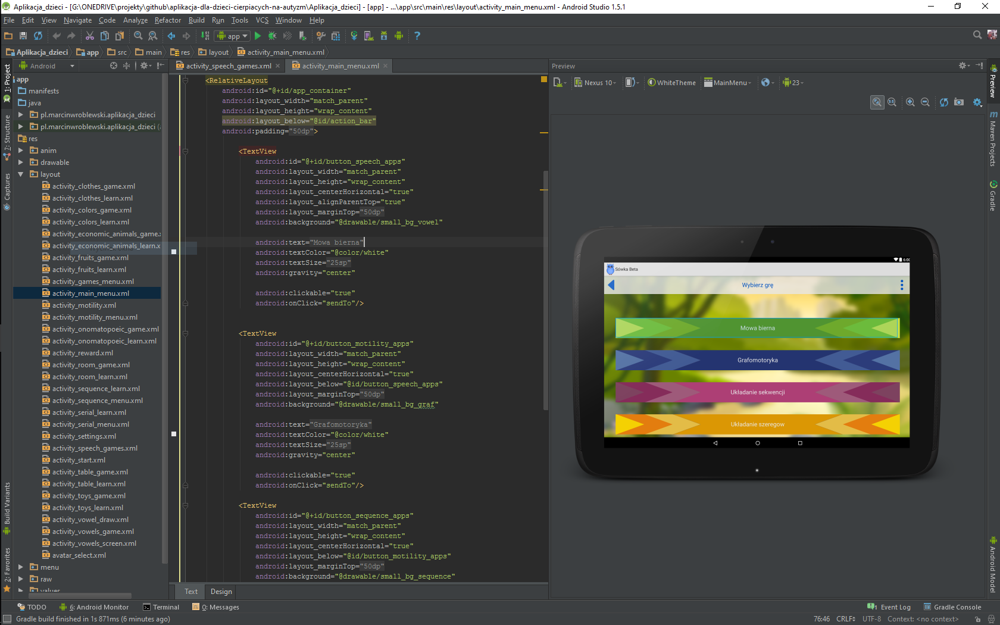 Aplikacja_dzieci - [G:\ONEDRIVE\projekty\github\aplikacja-dla-dzieci-cierpiacych-na-autyzm\Aplikacja_dzieci] - [app] - ...\app\src\main\res\layout\activity_main_menu.xml - Android Studio 1.5.1
File Edit View Navigate Code Analyze Refactor Build Run Tools VCS Window Help
app
Aplikacja_dzieci app src main res layout activity_main_menu.xml
Android
activity_speech_games.xml activity_main_menu.xml
Preview
1: Project
7: Structure
Captures
Build Variants
2: Favorites
app
manifests
java
pl.marcinwroblewski.aplikacja_dzieci
pl.marcinwroblewski.aplikacja_dzieci
res
anim
drawable
layout
activity_clothes_game.xml
activity_clothes_learn.xml
activity_colors_game.xml
activity_colors_learn.xml
activity_economic_animals_game.
activity_economic_animals_learn.x
activity_fruits_game.xml
activity_fruits_learn.xml
activity_games_menu.xml
activity_main_menu.xml
activity_motility.xml
activity_motility_menu.xml
activity_onomatopoeic_game.xml
activity_onomatopoeic_learn.xml
activity_reward.xml
activity_room_game.xml
activity_room_learn.xml
activity_sequence_learn.xml
activity_sequence_menu.xml
activity_serial_learn.xml
activity_serial_menu.xml
activity_settings.xml
activity_speech_games.xml
activity_start.xml
activity_table_game.xml
activity_table_learn.xml
activity_toys_game.xml
activity_toys_learn.xml
activity_vowel_draw.xml
activity_vowels_game.xml
activity_vowels_screen.xml
avatar_select.xml
menu
raw
values
<RelativeLayout
android:id="@+id/app_container"
android:layout_width="match_parent"
android:layout_height="wrap_content"
android:layout_below="@id/action_bar"
android:padding="50dp">
<TextView
android:id="@+id/button_speech_apps"
android:layout_width="match_parent"
android:layout_height="wrap_content"
android:layout_centerHorizontal="true"
android:layout_alignParentTop="true"
android:layout_marginTop="50dp"
android:background="@drawable/small_bg_vowel"
android:text="Mowa bierna"
android:textColor="@color/white"
android:textSize="25sp"
android:gravity="center"
android:clickable="true"
android:onClick="sendTo"/>
<TextView
android:id="@+id/button_motility_apps"
android:layout_width="match_parent"
android:layout_height="wrap_content"
android:layout_centerHorizontal="true"
android:layout_below="@id/button_speech_apps"
android:layout_marginTop="50dp"
android:background="@drawable/small_bg_graf"
android:text="Grafomotoryka"
android:textColor="@color/white"
android:textSize="25sp"
android:gravity="center"
android:clickable="true"
android:onClick="sendTo"/>
<TextView
android:id="@+id/button_sequence_apps"
android:layout_width="match_parent"
android:layout_height="wrap_content"
android:layout_centerHorizontal="true"
android:layout_below="@id/button_motility_apps"
android:layout_marginTop="50dp"
android:background="@drawable/small_bg_sequence"
Text Design
Nexus 10 WhiteTheme MainMenu 23
1:1
6:00
Sówka Beta
Wybierz grę
Mowa bierna
Grafomotoryka
Układanie sekwencji
Układanie szeregow
Preview
m Maven Projects
Gradle
Android Model
TODO 6: Android Monitor Terminal 0: Messages 1 Event Log Gradle Console
Gradle build finished in 1s 871ms (6 minutes ago) 76:46 CRLF UTF-8 Context: <no context>